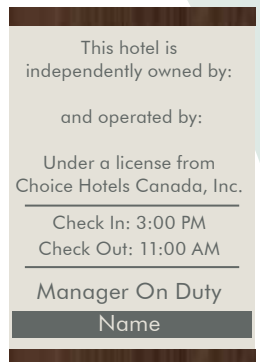 This hotel is
independently owned by:
and operated by:
Under a license from
Choice Hotels Canada, Inc.
Check In: 3:00 PM
Check Out: 11:00 AM
Manager On Duty
Name